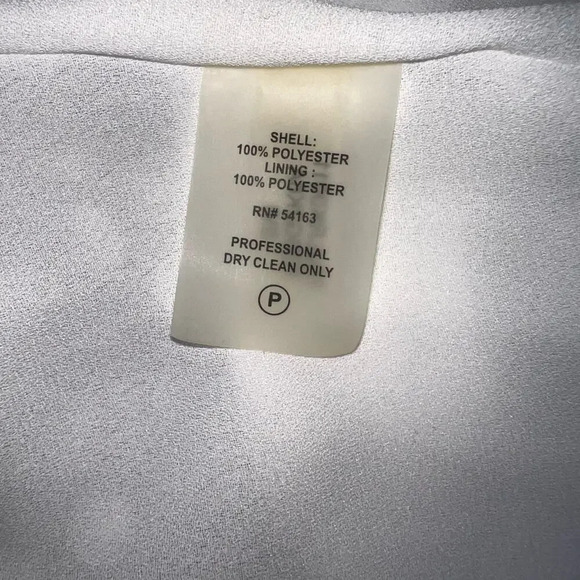 SHELL:
100% POLYESTER
LINING :
100% POLYESTER
RN# 54163
PROFESSIONAL
DRY CLEAN ONLY
P